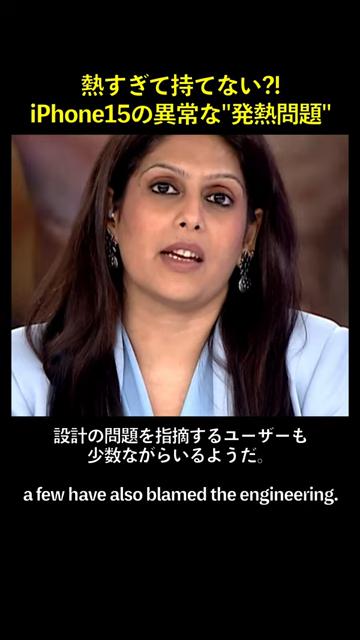 熱すぎて持てない?!
iPhone15の異常な"発熱問題"
設計の問題を指摘するユーザーも
少数ながらいるようだ。
a few have also blamed the engineering.